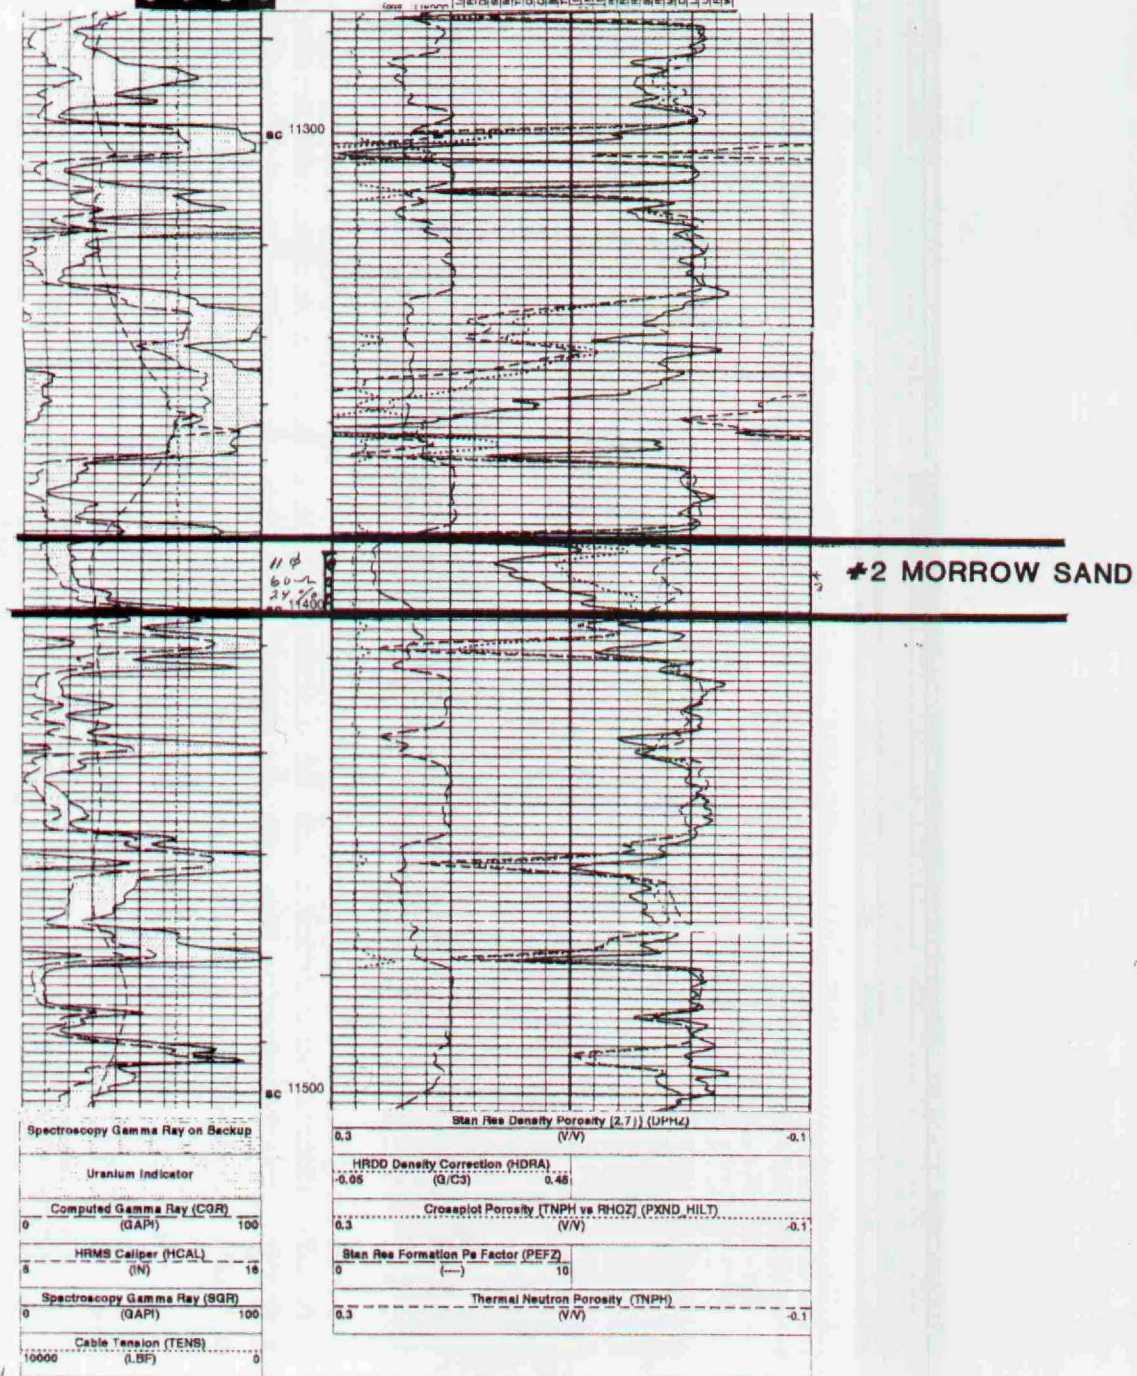 SC 11300
11 φ
60
24 %
#2 MORROW SAND
11400
SC 11500
Spectroscopy Gamma Ray on Backup
Uranium Indicator
Computed Gamma Ray (CGR)
0 (GAPI) 100
HRMS Caliper (HCAL)
6 (IN) 16
Spectroscopy Gamma Ray (SGR)
0 (GAPI) 100
Cable Tension (TENS)
10000 (LBF) 0
Stan Res Density Porosity [2.71] (DPHZ)
0.3 (V/V) -0.1
HRDD Density Correction (HDRA)
-0.05 (G/C3) 0.45
Crossplot Porosity [TNPH vs RHOZ] (PXND_HILT)
0.3 (V/V) -0.1
Stan Res Formation Pe Factor (PEFZ)
0 (----) 10
Thermal Neutron Porosity (TNPH)
0.3 (V/V) -0.1